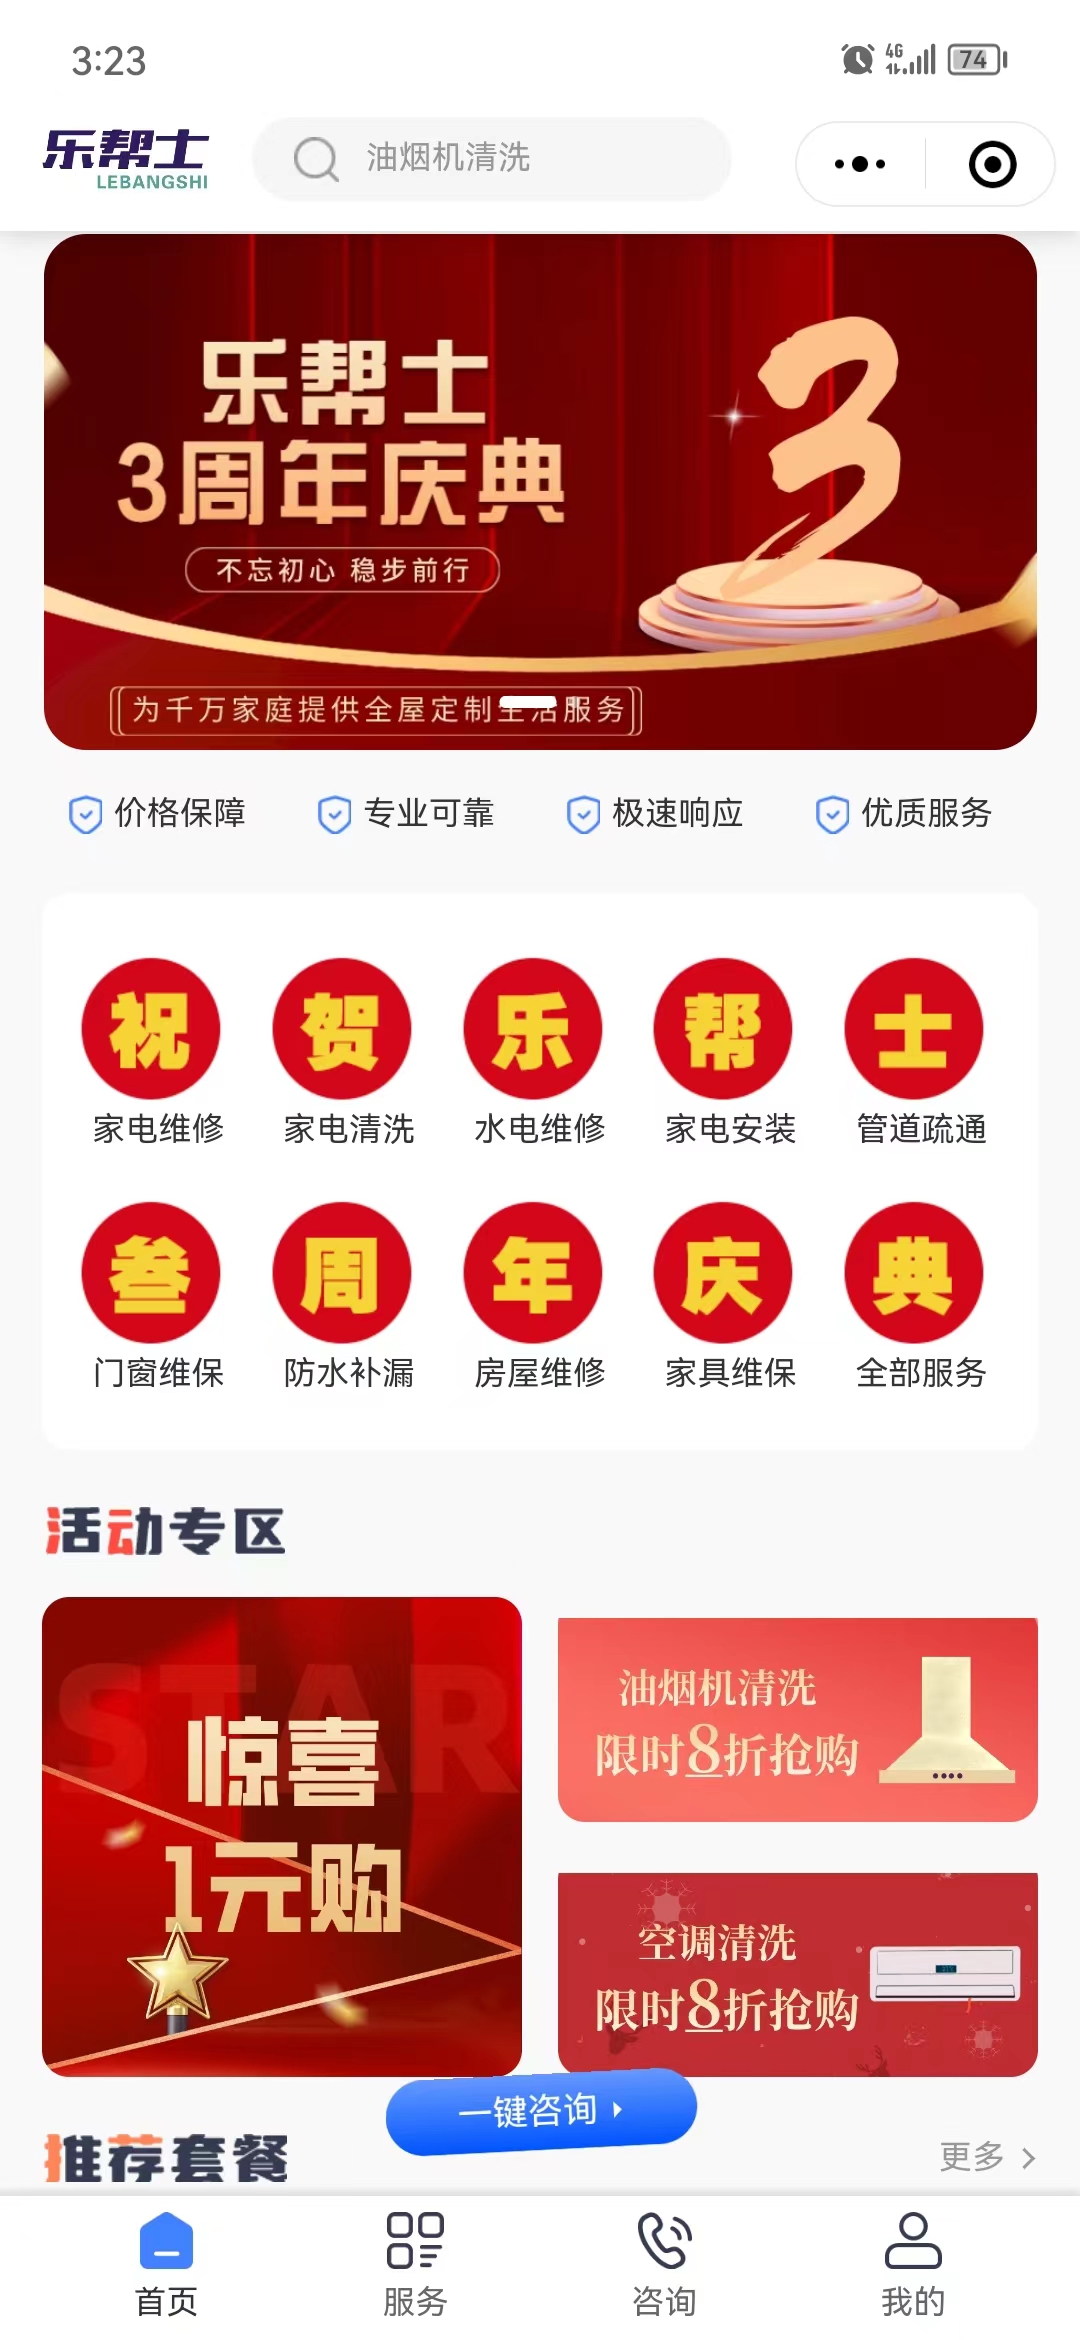 3:23
4G
74
乐帮士
LEBANGSHI
油烟机清洗
乐帮士
3周年庆典
3
不忘初心 稳步前行
为千万家庭提供全屋定制生活服务
价格保障
专业可靠
极速响应
优质服务
祝
贺
乐
帮
士
家电维修
家电清洗
水电维修
家电安装
管道疏通
叁
周
年
庆
典
门窗维保
防水补漏
房屋维修
家具维保
全部服务
活动专区
STAR
惊喜
1元购
油烟机清洗
限时8折抢购
空调清洗
限时8折抢购
一键咨询
推荐套餐
更多
首页
服务
咨询
我的